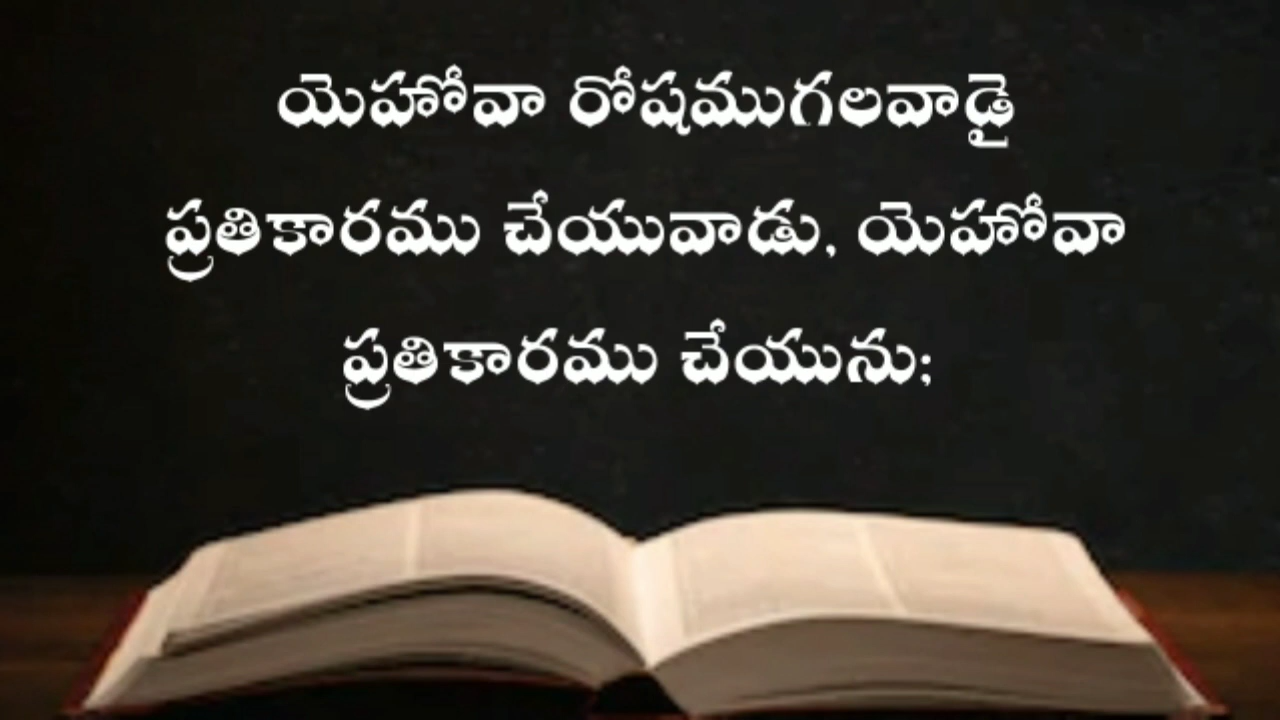 యెహోవా రోషముగలవాడై
ప్రతికారము చేయువాడు, యెహోవా
ప్రతికారము చేయును;